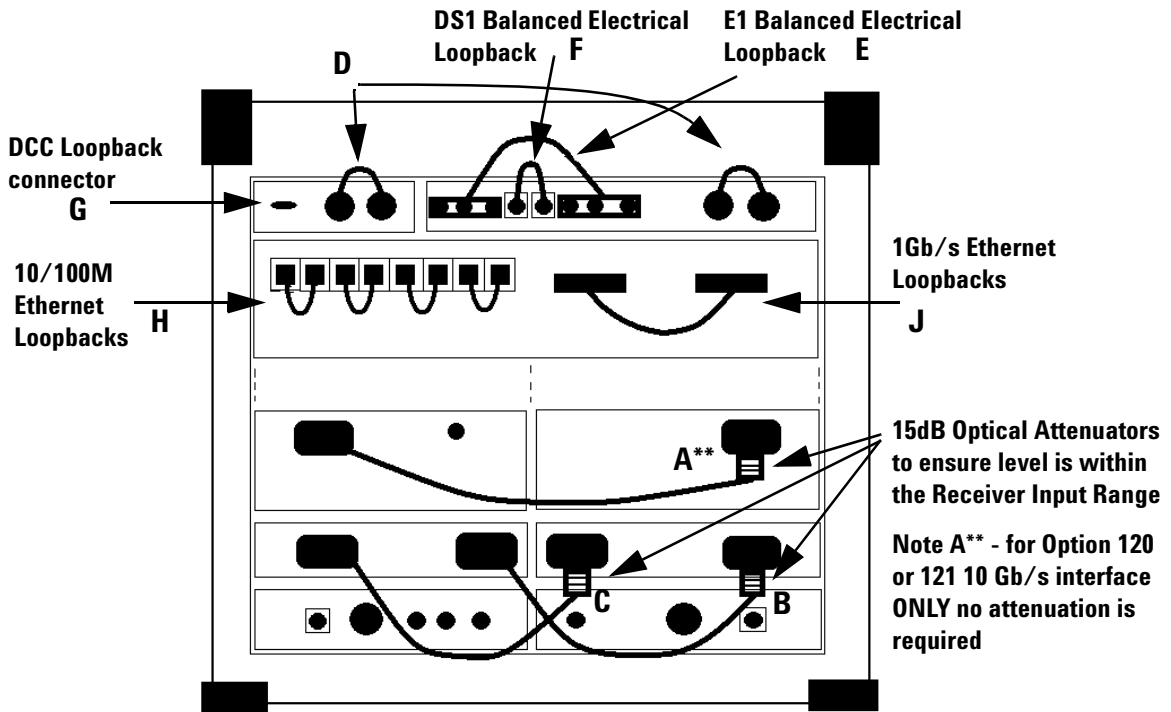 DS1 Balanced Electrical
Loopback F
E1 Balanced Electrical
Loopback E
D
DCC Loopback
connector
G
10/100M
Ethernet
Loopbacks H
1Gb/s Ethernet
Loopbacks
J
A**
15dB Optical Attenuators
to ensure level is within
the Receiver Input Range
Note A** - for Option 120
or 121 10 Gb/s interface
ONLY no attenuation is
required
C
B